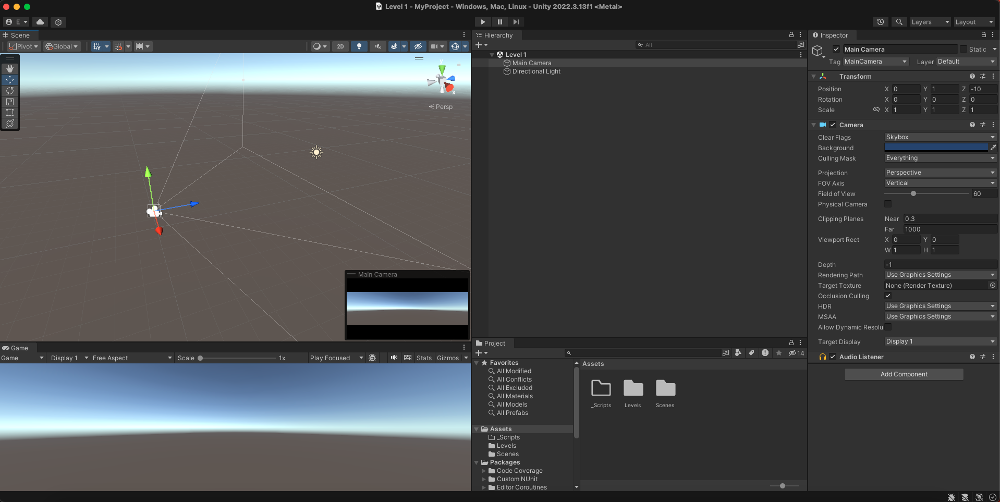 Level 1 - MyProject - Windows, Mac, Linux - Unity 2022.3.13f1 <Metal>
E
Layers
Layout
Scene
Pivot
Global
2D
y
x
Persp
Main Camera
Game
Game
Display 1
Free Aspect
Scale
1x
Play Focused
Stats
Gizmos
Hierarchy
All
Level 1
Main Camera
Directional Light
Project
14
Favorites
All Modified
All Conflicts
All Excluded
All Materials
All Models
All Prefabs
Assets
_Scripts
Levels
Scenes
Packages
Code Coverage
Custom NUnit
Editor Coroutines
Assets
_Scripts
Levels
Scenes
Inspector
Main Camera
Static
Tag MainCamera Layer Default
Transform
Position X 0 Y 1 Z -10
Rotation X 0 Y 0 Z 0
Scale X 1 Y 1 Z 1
Camera
Clear Flags Skybox
Background
Culling Mask Everything
Projection Perspective
FOV Axis Vertical
Field of View 60
Physical Camera
Clipping Planes Near 0.3
Far 1000
Viewport Rect X 0 Y 0
W 1 H 1
Depth -1
Rendering Path Use Graphics Settings
Target Texture None (Render Texture)
Occlusion Culling
HDR Use Graphics Settings
MSAA Use Graphics Settings
Allow Dynamic Resolu
Target Display Display 1
Audio Listener
Add Component